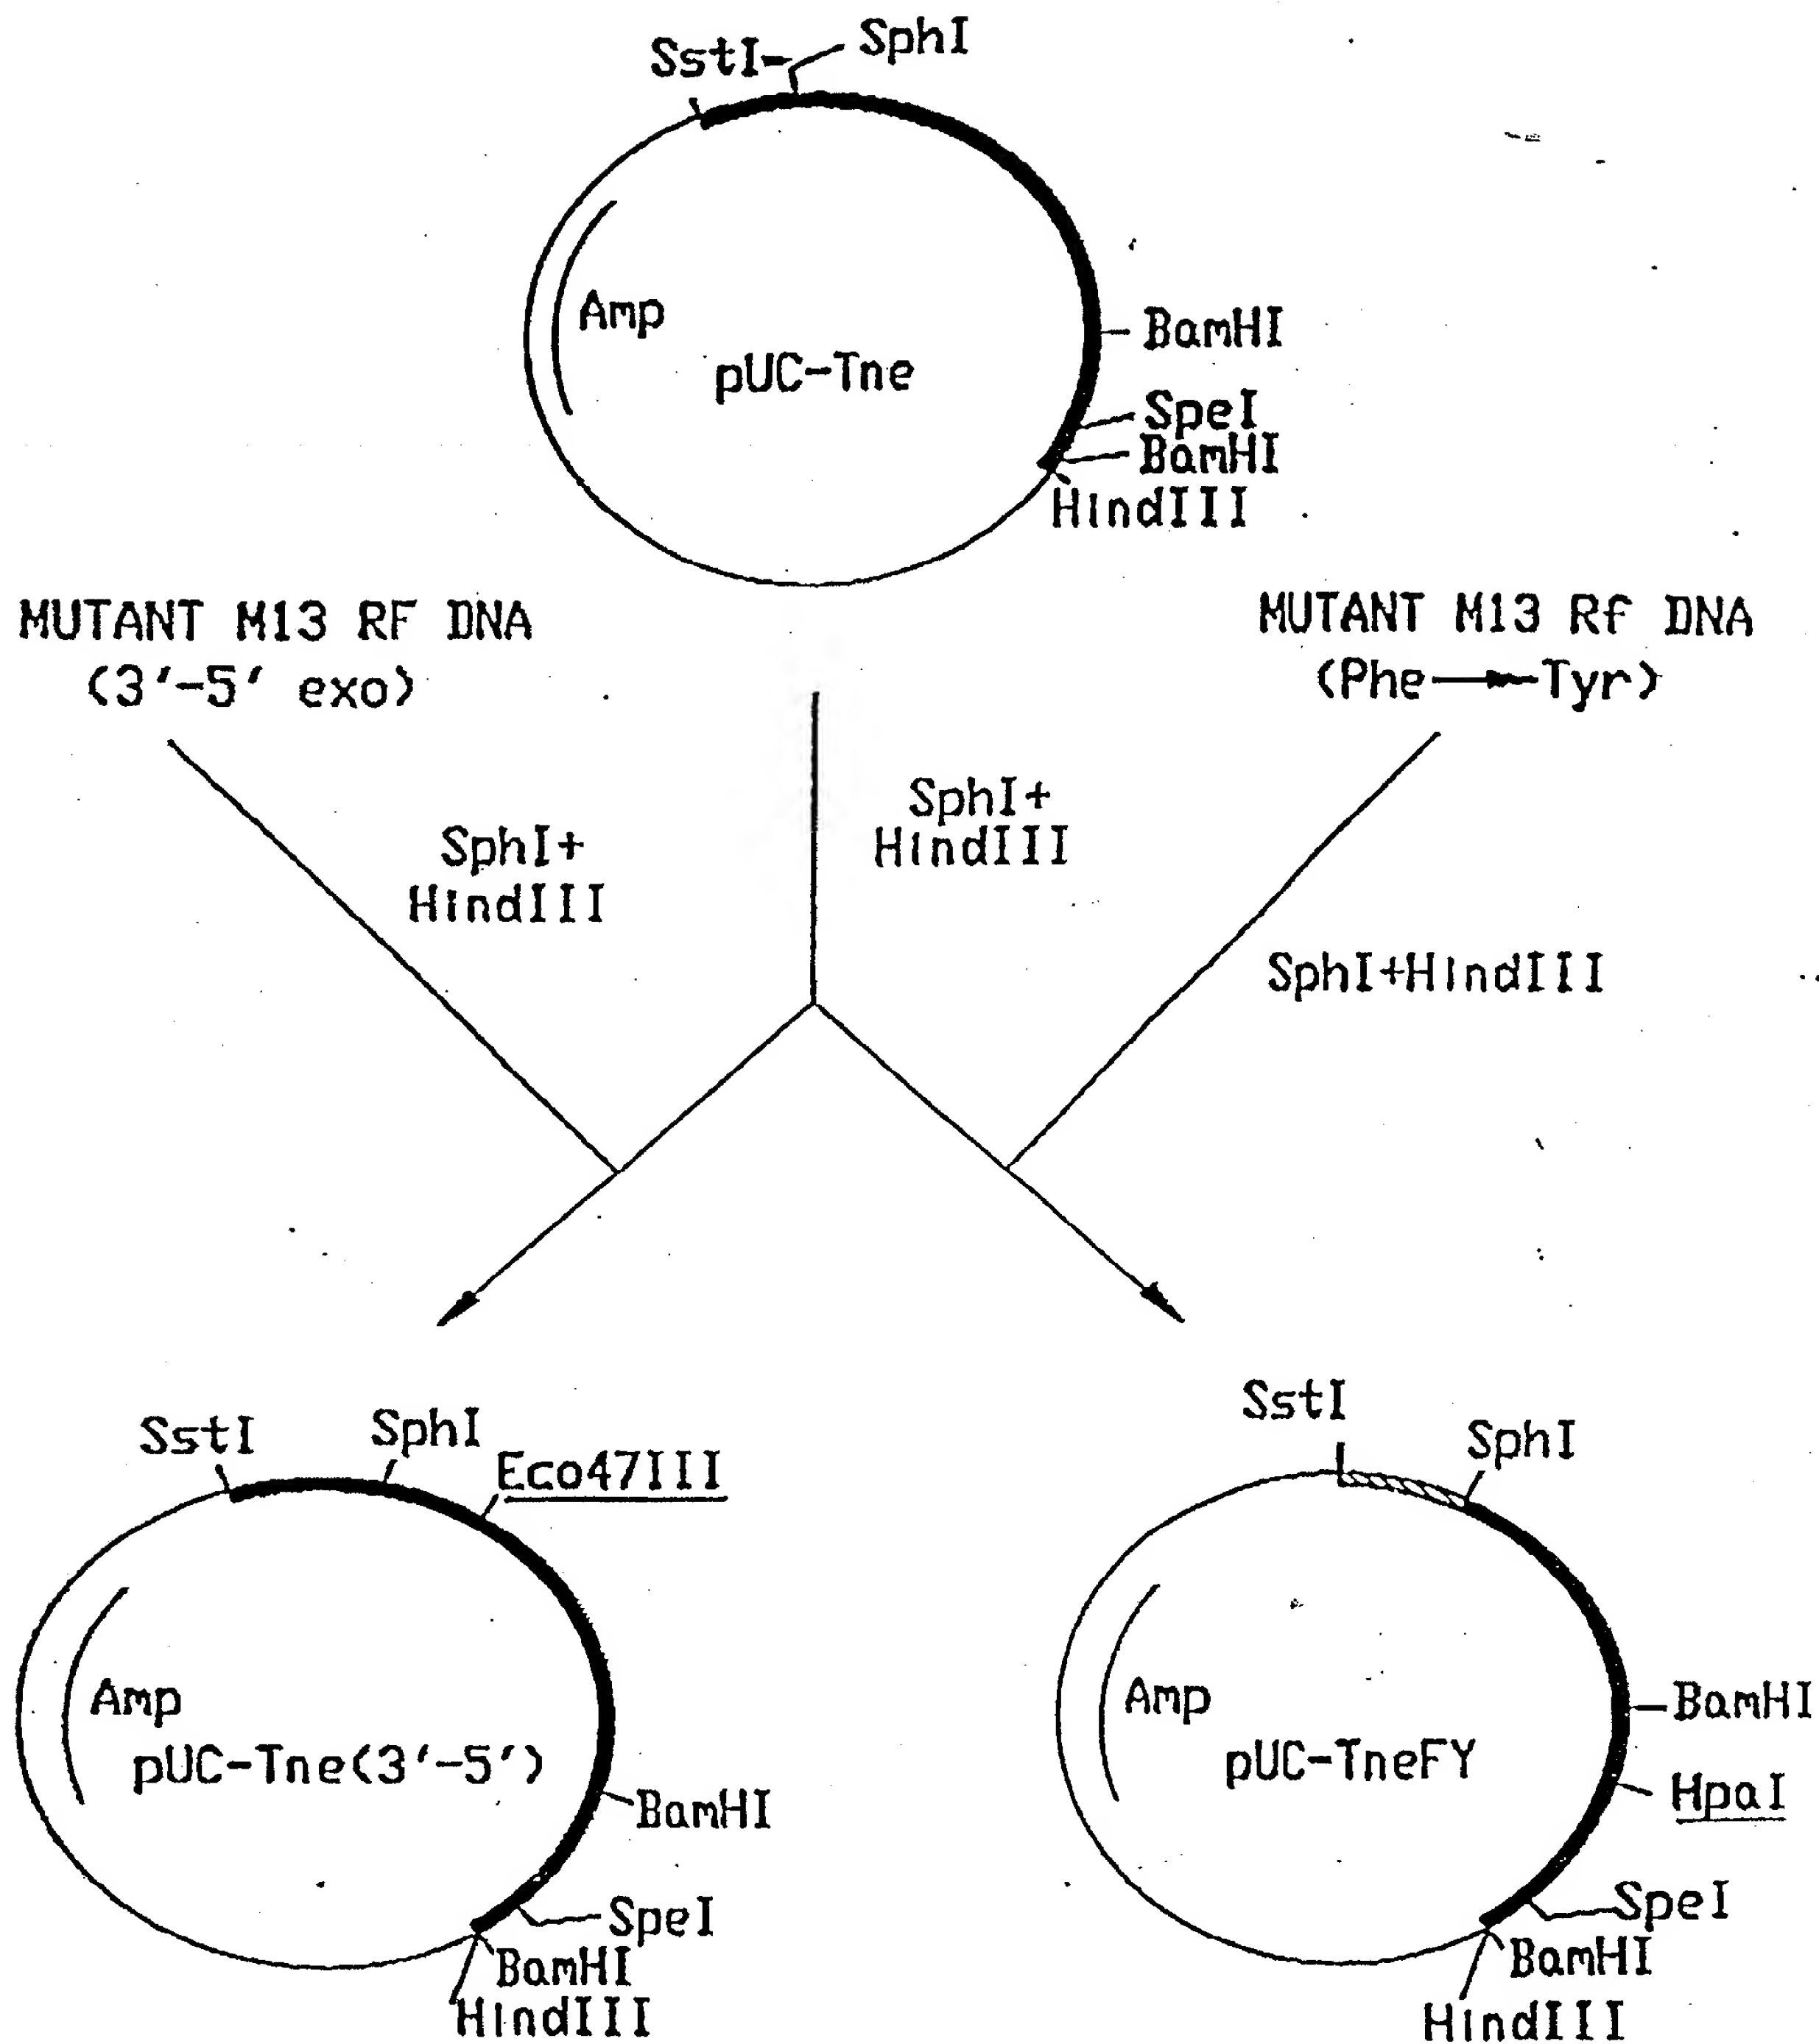 SstI
SphI
Amp
pUC-Tne
BamHI
SpeI
BamHI
HindIII
MUTANT M13 RF DNA
(3'-5' exo)
MUTANT M13 Rf DNA
(Phe→Tyr)
SphI+
HindIII
SphI+
HindIII
SphI+HindIII
SstI
SphI
Eco47III
Amp
pUC-Tne(3'-5')
BamHI
SpeI
BamHI
HindIII
SstI
SphI
Amp
pUC-TneFY
BamHI
HpaI
SpeI
BamHI
HindIII